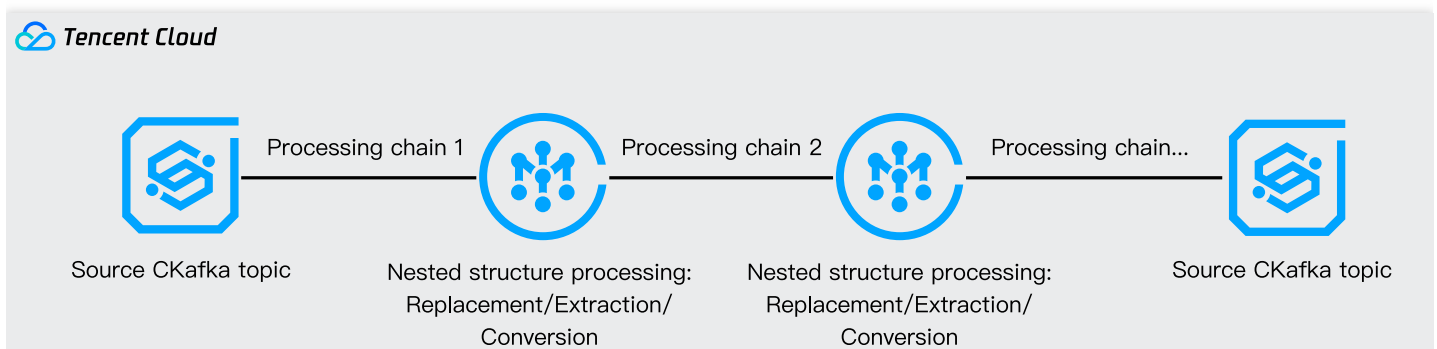 Tencent Cloud
Processing chain 1
Processing chain 2
Processing chain...
Source CKafka topic
Nested structure processing:
Replacement/Extraction/
Conversion
Nested structure processing:
Replacement/Extraction/
Conversion
Source CKafka topic